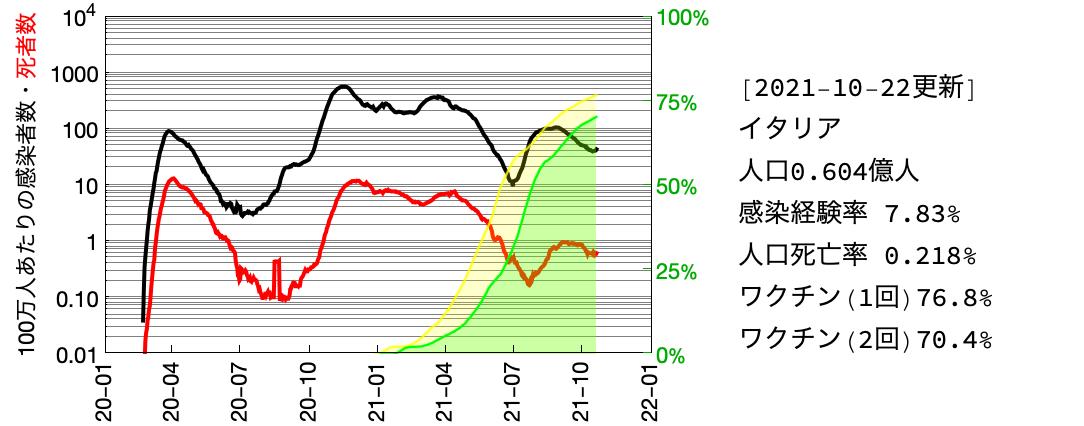 100万人あたりの感染者数・死者数
10^4
1000
100
10
1
0.10
0.01
100%
75%
50%
25%
0%
20-01
20-04
20-07
20-10
21-01
21-04
21-07
21-10
22-01
[2021-10-22更新]
イタリア
人口0.604億人
感染経験率 7.83%
人口死亡率 0.218%
ワクチン(1回)76.8%
ワクチン(2回)70.4%